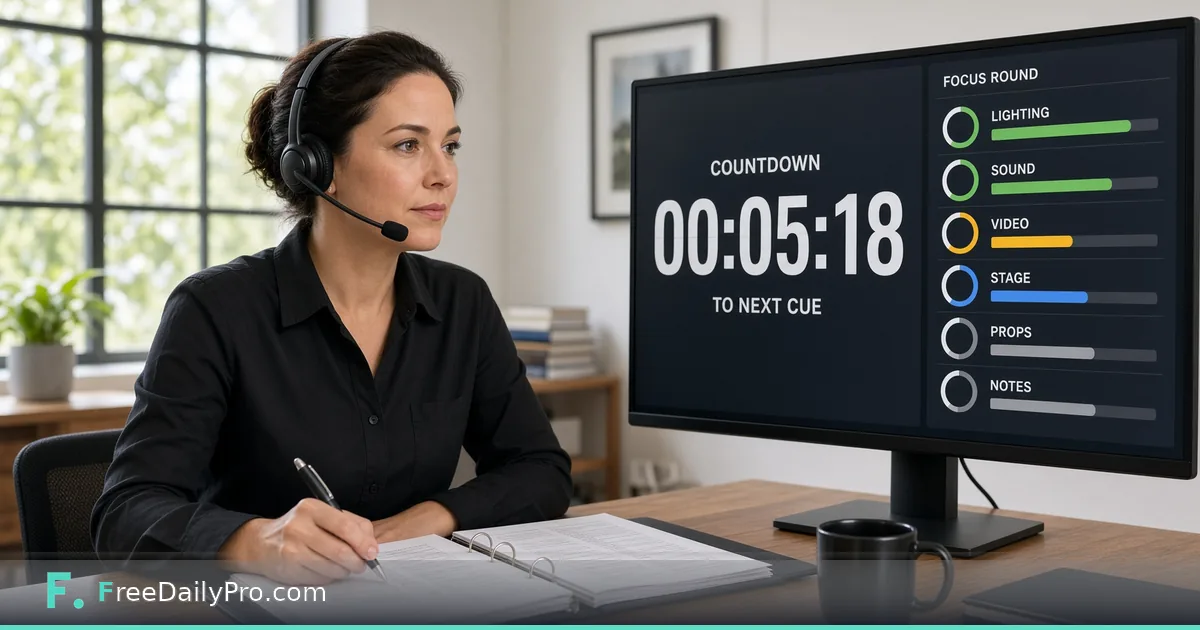 COUNTDOWN
00:05:18
TO NEXT CUE
FOCUS ROUND
LIGHTING
SOUND
VIDEO
STAGE
PROPS
NOTES
F. FreeDailyPro.com